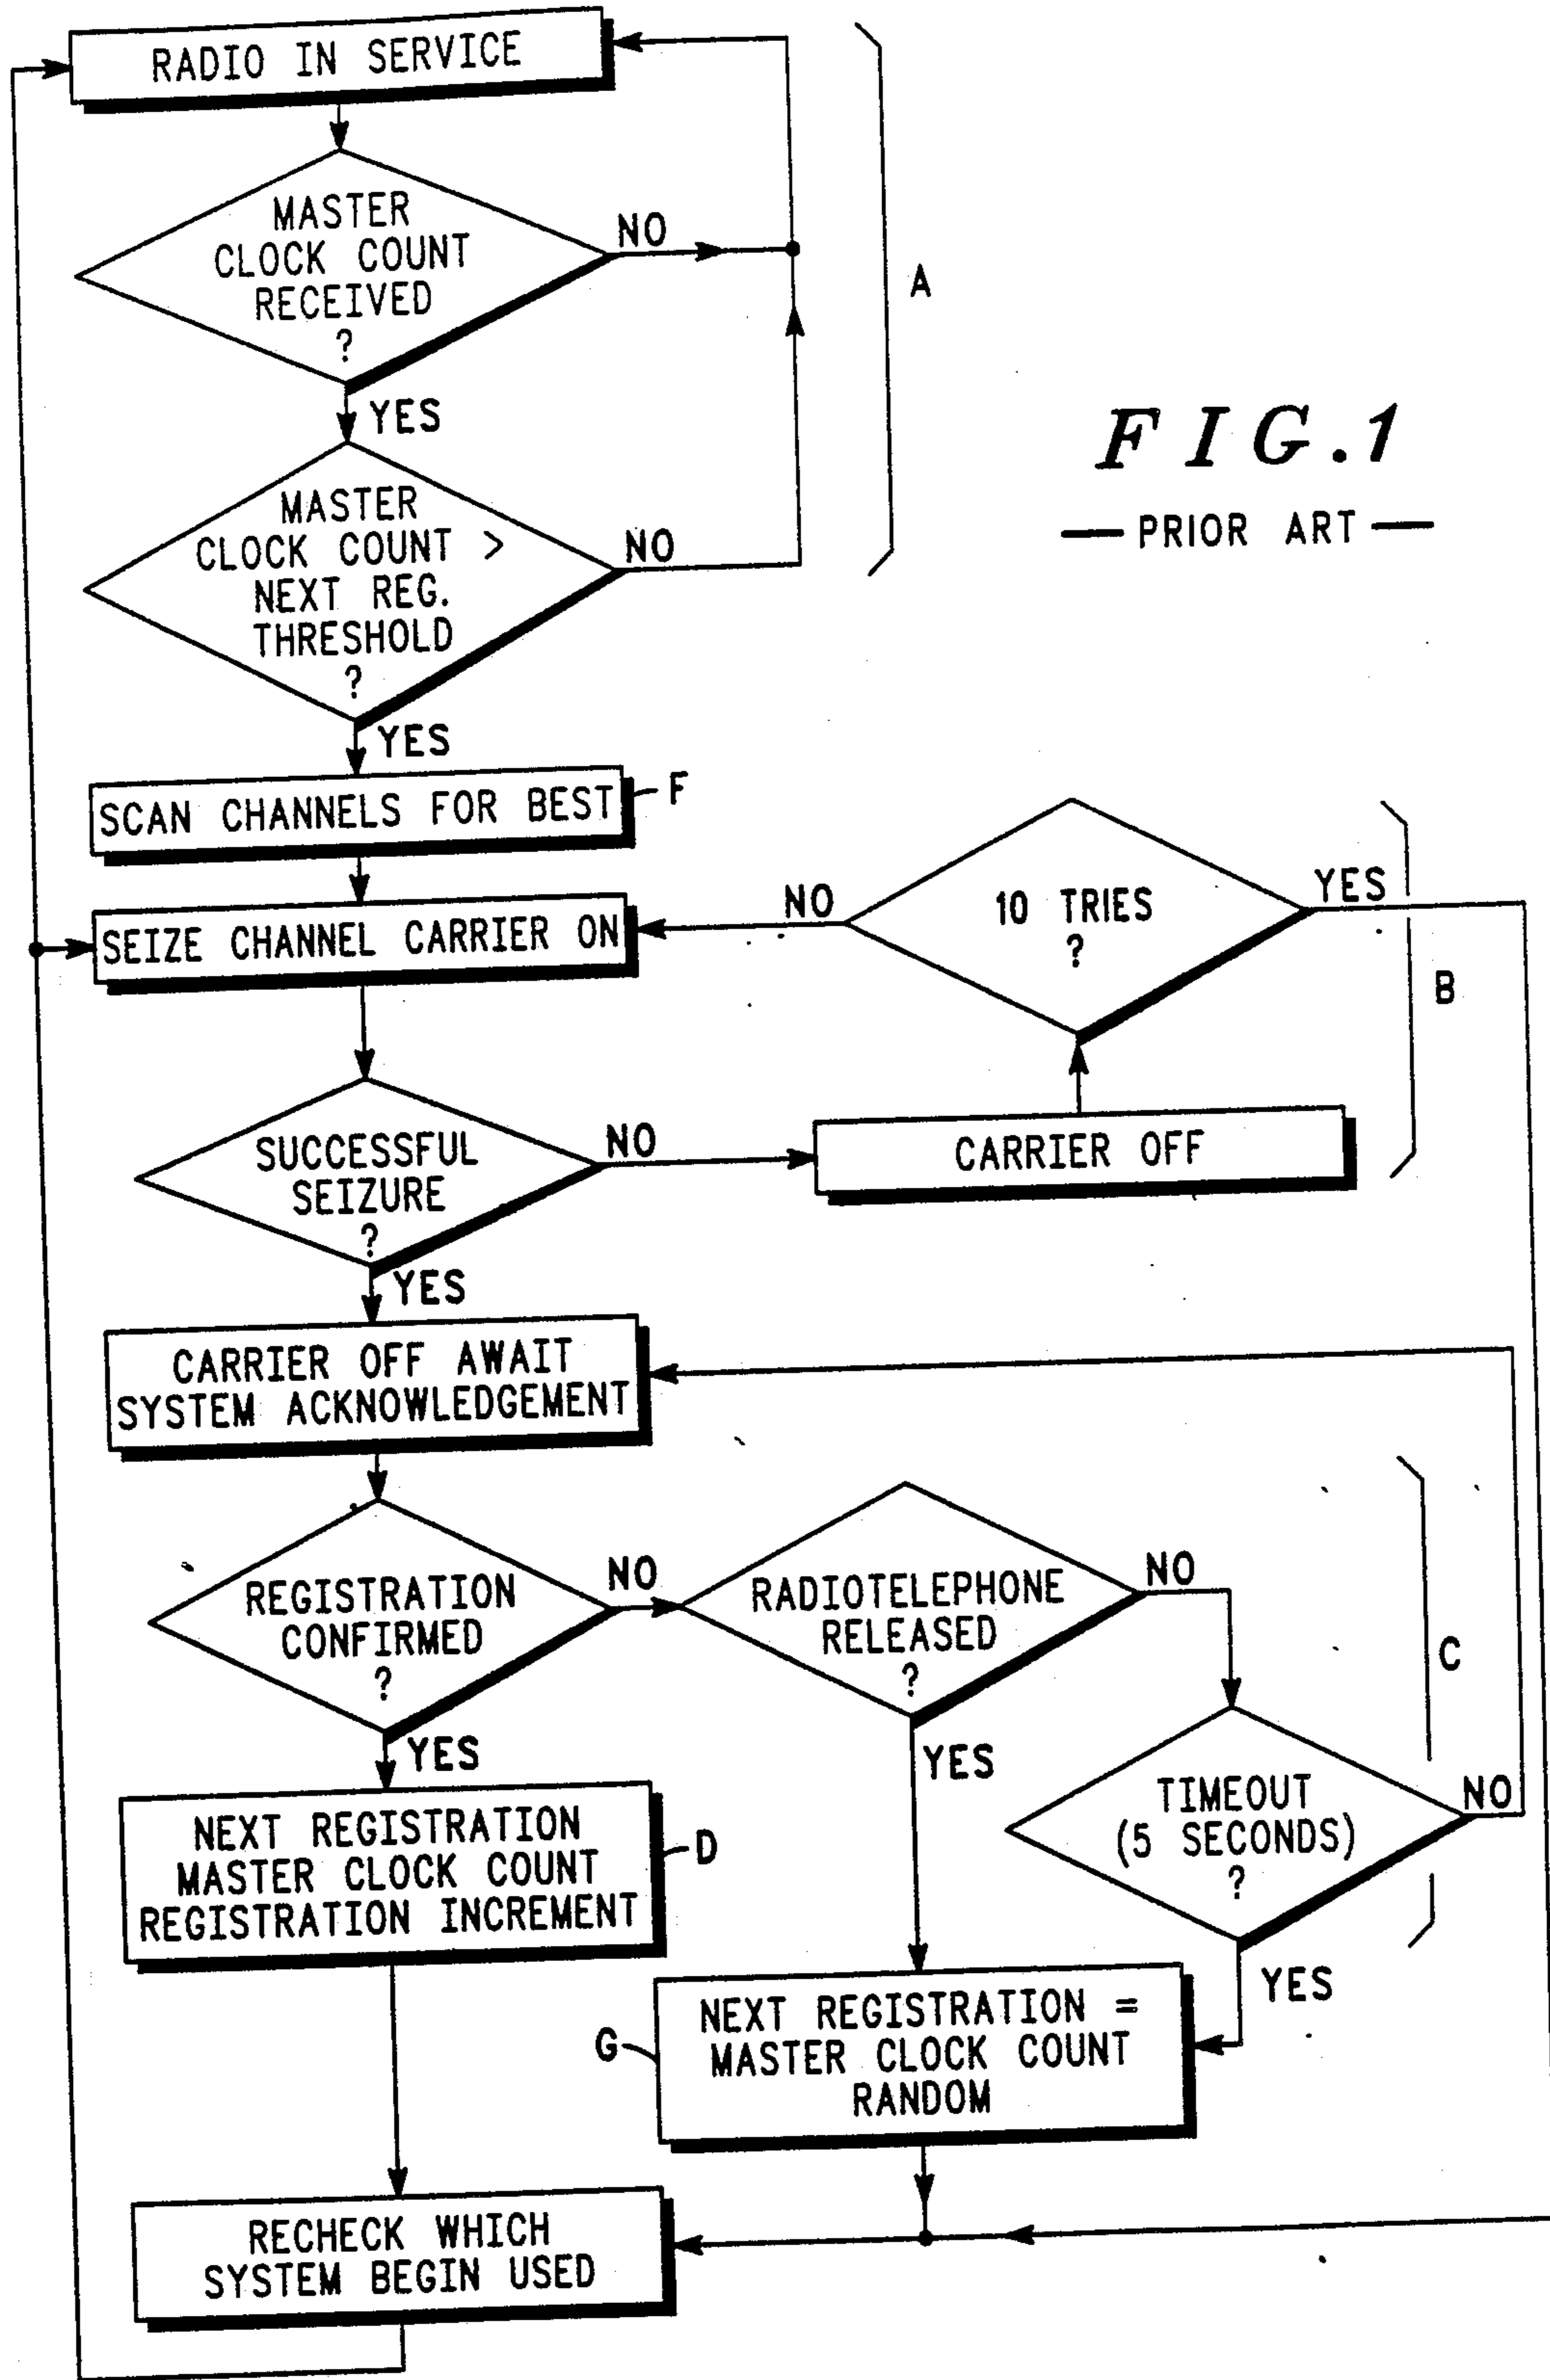 RADIO IN SERVICE
MASTER
CLOCK COUNT
RECEIVED
?
NO
YES
A
FIG.1
— PRIOR ART —
MASTER
CLOCK COUNT >
NEXT REG.
THRESHOLD
?
NO
YES
SCAN CHANNELS FOR BEST
F
SEIZE CHANNEL CARRIER ON
NO
10 TRIES
?
YES
B
SUCCESSFUL
SEIZURE
?
NO
CARRIER OFF
YES
CARRIER OFF AWAIT
SYSTEM ACKNOWLEDGEMENT
REGISTRATION
CONFIRMED
?
NO
RADIOTELEPHONE
RELEASED
?
NO
C
YES
YES
TIMEOUT
(5 SECONDS)
?
NO
NEXT REGISTRATION
MASTER CLOCK COUNT
REGISTRATION INCREMENT
D
YES
G
NEXT REGISTRATION =
MASTER CLOCK COUNT
RANDOM
RECHECK WHICH
SYSTEM BEGIN USED